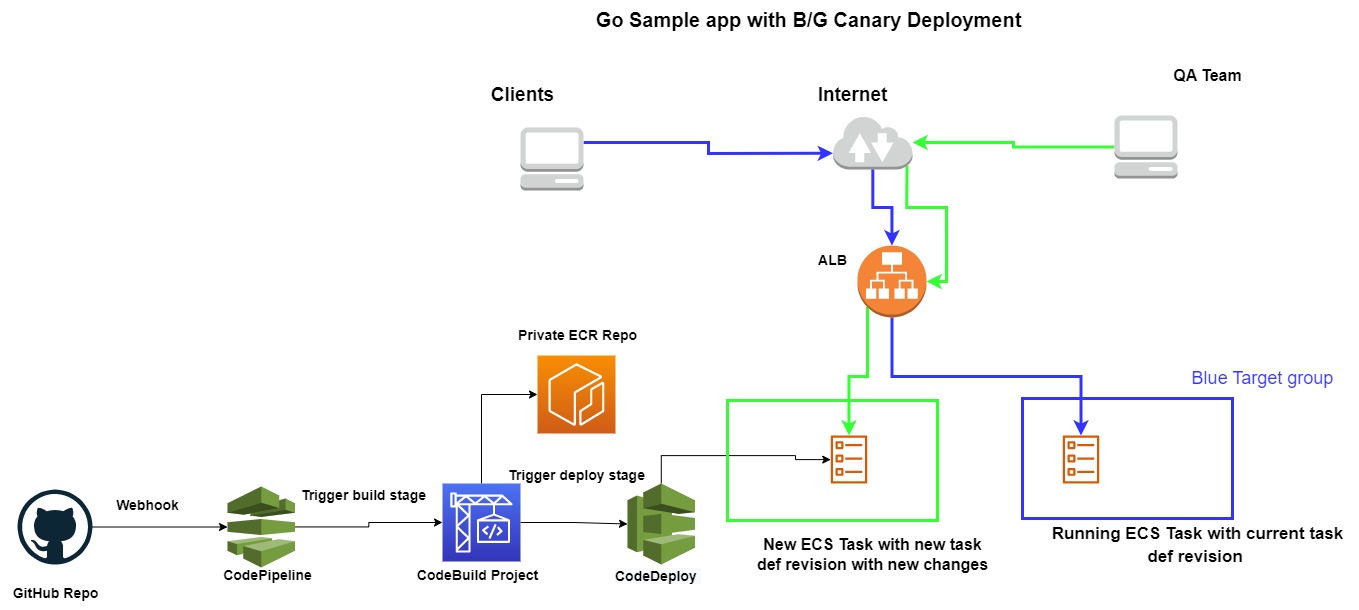 Go Sample app with B/G Canary Deployment
QA Team
Clients
Internet
ALB
Private ECR Repo
Blue Target group
Trigger deploy stage
Trigger build stage
Webhook
</>
New ECS Task with new task
def revision with new changes
Running ECS Task with current task
def revision
CodePipeline
CodeBuild Project
CodeDeploy
GitHub Repo